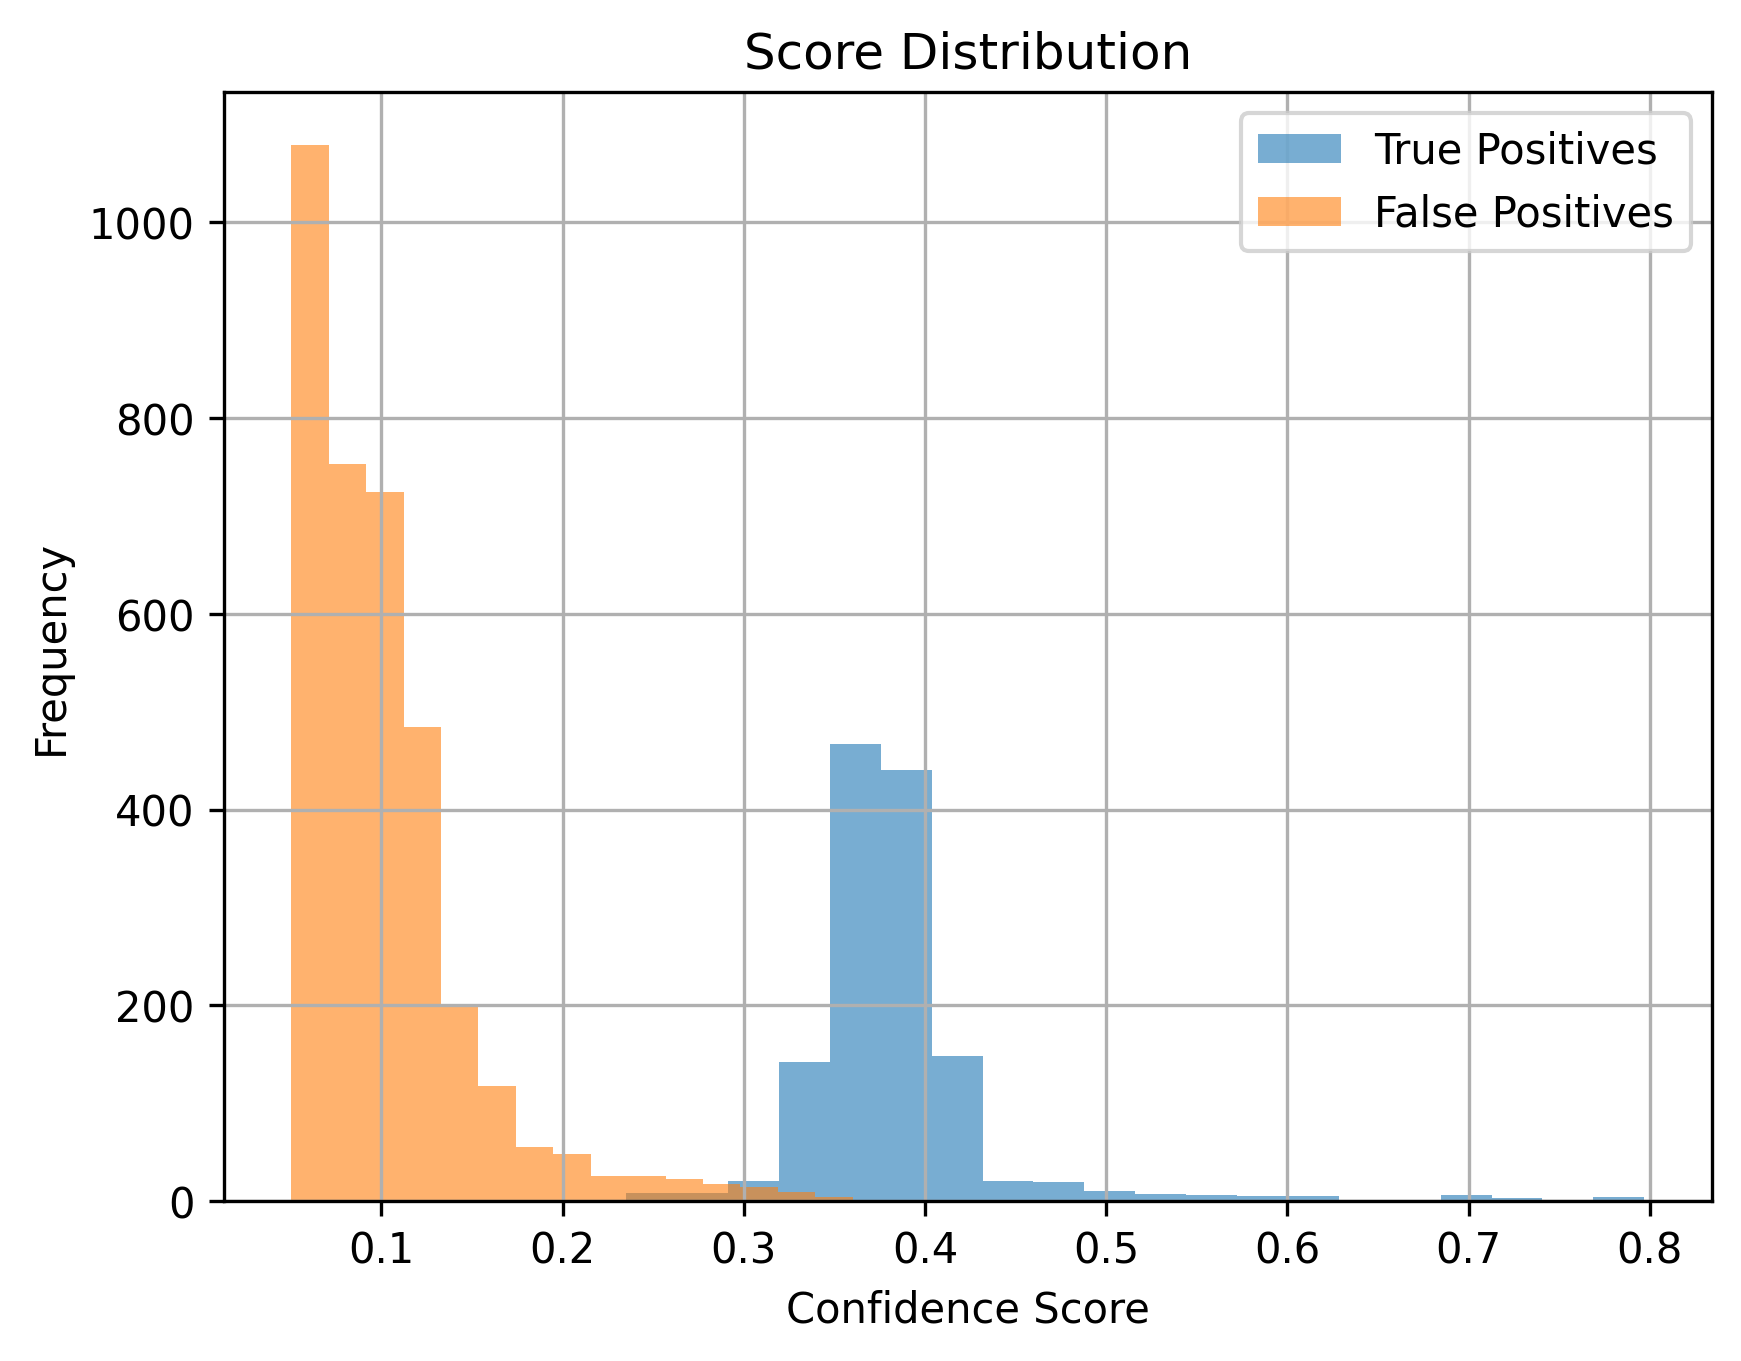 Score Distribution
True Positives
False Positives
1000
800
600
400
200
0
Frequency
0.1 0.2 0.3 0.4 0.5 0.6 0.7 0.8
Confidence Score